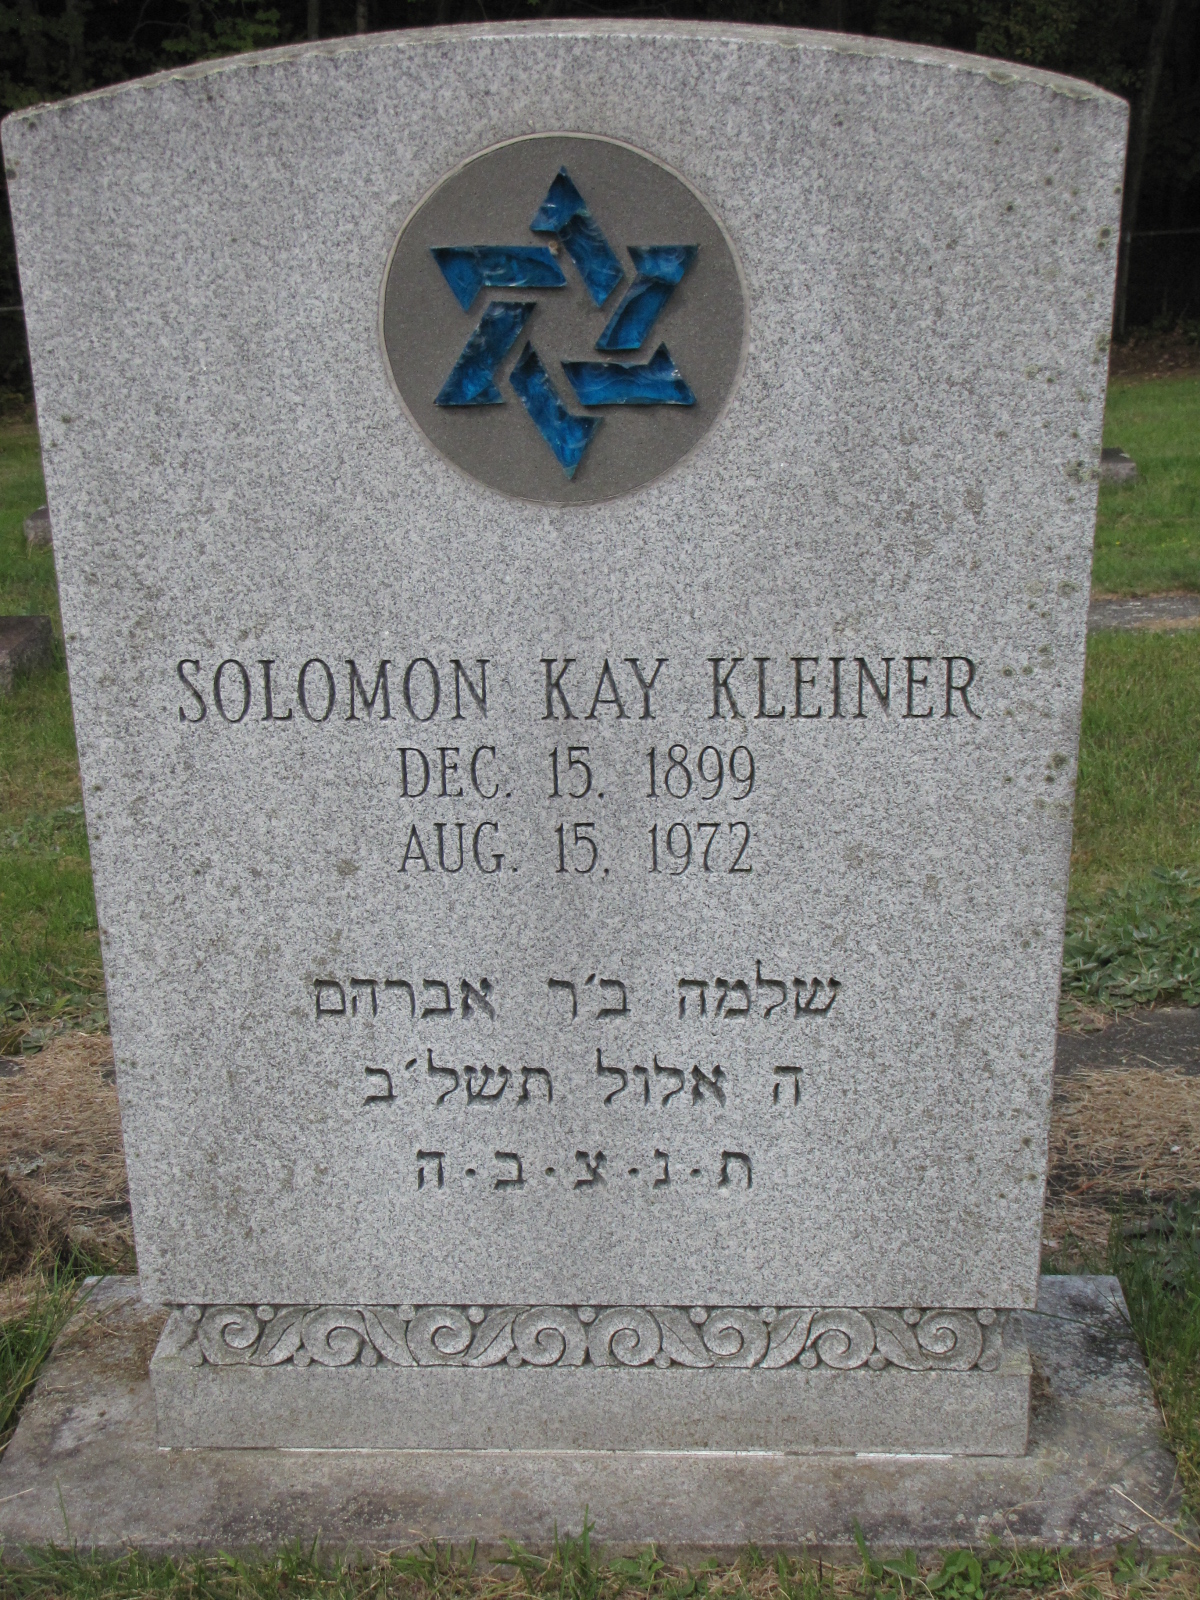 SOLOMON KAY KLEINER
DEC. 15, 1899
AUG. 15, 1972
שלמה ב׳ר אברהם
ה אלול תשל׳ב
ת·נ·צ·ב·ה